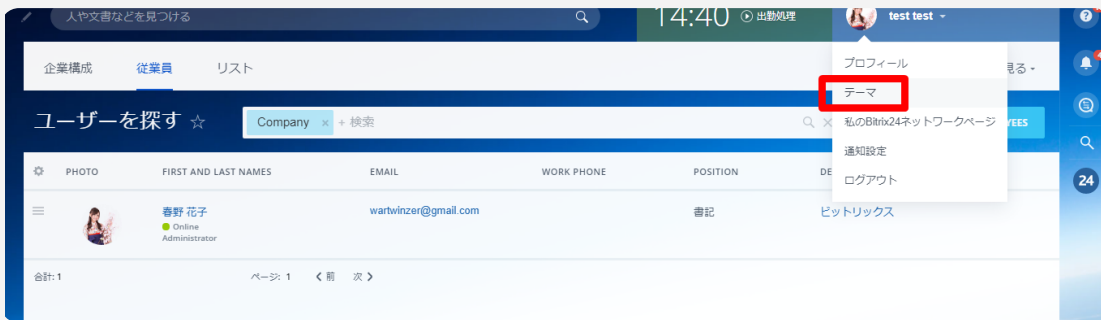 人や文書などを見つける
14:40 出勤処理
test test
企業構成 従業員 リスト
見る
プロフィール
テーマ
私のBitrix24ネットワークページ
通知設定
ログアウト
ユーザーを探す
Company × + 検索
YEES
PHOTO FIRST AND LAST NAMES EMAIL WORK PHONE POSITION DE
春野 花子 wartwinzer@gmail.com 書記 ビットリックス
Online
Administrator
合計: 1 ページ: 1 前 次
24